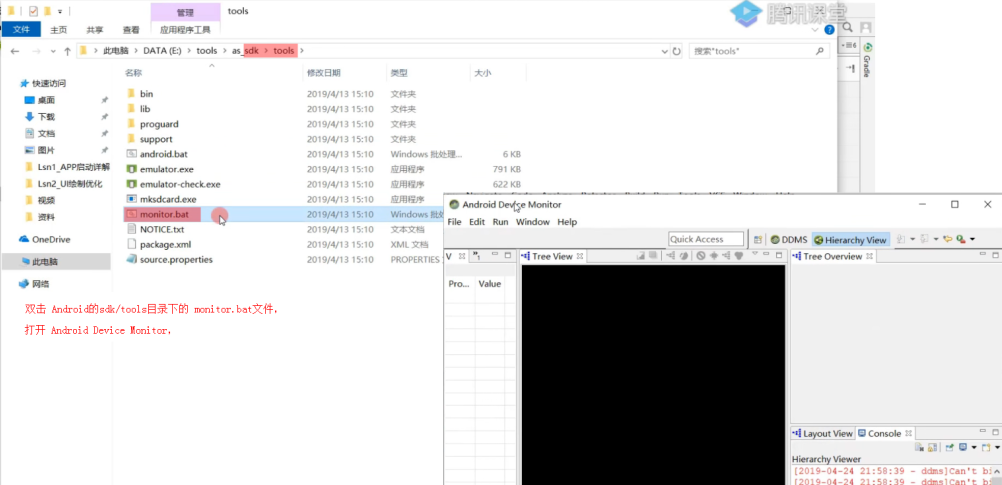 管理
tools
腾讯课堂
文件
主页
共享
查看
应用程序工具
此电脑 › DATA (E:) › tools › as_sdk › tools ›
搜索"tools"
Gradle
名称
修改日期
类型
大小
快速访问
桌面
下载
文档
图片
Lsn1_APP启动详解
Lsn2_UI绘制优化
视频
资料
OneDrive
此电脑
网络
bin 2019/4/13 15:10 文件夹
lib 2019/4/13 15:10 文件夹
proguard 2019/4/13 15:10 文件夹
support 2019/4/13 15:10 文件夹
android.bat 2019/4/13 15:10 Windows 批处理... 6 KB
emulator.exe 2019/4/13 15:10 应用程序 791 KB
emulator-check.exe 2019/4/13 15:10 应用程序 622 KB
mksdcard.exe 2019/4/13 15:10 应用程序
monitor.bat 2019/4/13 15:10 Windows 批处
NOTICE.txt 2019/4/13 15:10 文本文档
package.xml 2019/4/13 15:10 XML 文档
source.properties 2019/4/13 15:10 PROPERTIES
双击 Android的sdk/tools目录下的 monitor.bat文件,
打开 Android Device Monitor,
Android Device Monitor
File Edit Run Window Help
Quick Access
DDMS
Hierarchy View
V
Tree View
Tree Overview
Pro... Value
Layout View
Console
Hierarchy Viewer
[2019-04-24 21:58:39 - ddms]Can't bi
[2019-04-24 21:58:39 - ddms]Can't bi